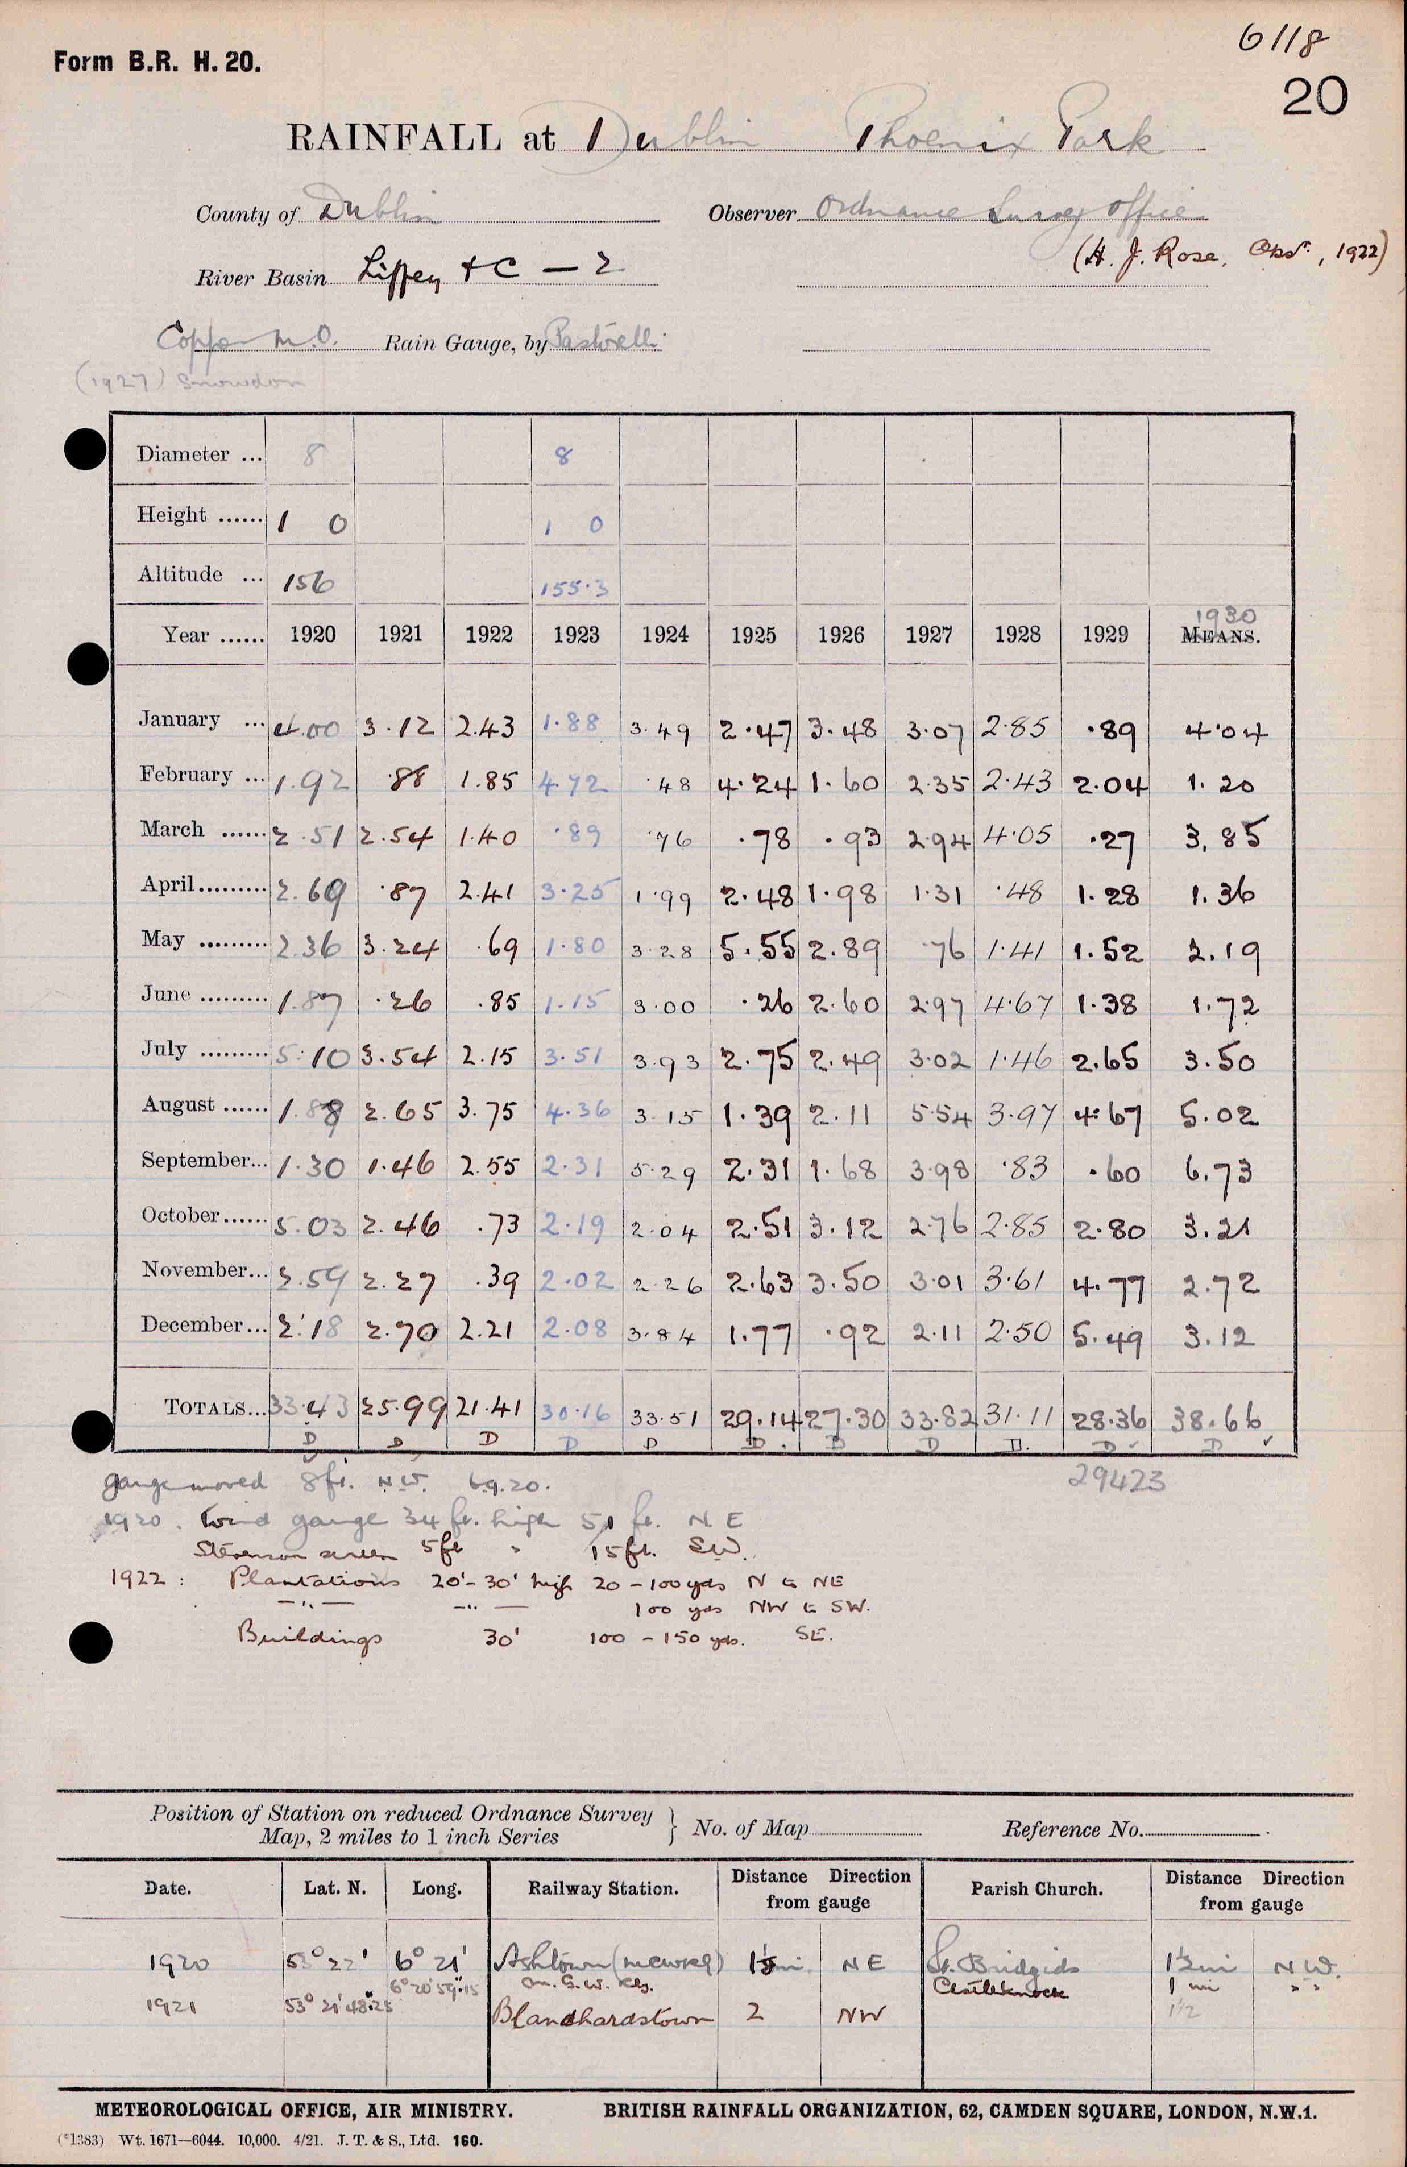 6118
Form B.R. H. 20.
20
RAINFALL at Dublin Phoenix Park
County of Dublin Observer Ordnance Survey Office
River Basin Liffey + C — 2 (H. J. Rose, Obsr., 1922)
Copper M.O. Rain Gauge, by Pastorelli
(1927) Snowdon
Diameter ... 8 8
Height ...... 1 0 1 0
Altitude ... 156 155.3
1930
Year ...... 1920 1921 1922 1923 1924 1925 1926 1927 1928 1929 MEANS.
January ... 4.00 3.12 2.43 1.88 3.49 2.47 3.48 3.07 2.85 .89 4.04
February ... 1.92 .88 1.85 4.72 .48 4.24 1.60 2.35 2.43 2.04 1.20
March ...... 2.51 2.54 1.40 .89 .76 .78 .93 2.94 4.05 .27 3.85
April......... 2.69 .87 2.41 3.25 1.99 2.48 1.98 1.31 .48 1.28 1.36
May ......... 2.36 3.24 .69 1.80 3.28 5.55 2.89 .76 1.41 1.52 2.19
June ......... 1.87 .26 .85 1.15 3.00 .26 2.60 2.97 4.67 1.38 1.72
July ......... 5.10 3.54 2.15 3.51 3.93 2.75 2.49 3.02 1.46 2.65 3.50
August ...... 1.88 2.65 3.75 4.36 3.15 1.39 2.11 5.54 3.97 4.67 5.02
September... 1.30 1.46 2.55 2.31 5.29 2.31 1.68 3.98 .83 .60 6.73
October...... 5.03 2.46 .73 2.19 2.04 2.51 3.12 2.76 2.85 2.80 3.21
November... 2.59 2.27 .39 2.02 2.26 2.63 3.50 3.01 3.61 4.77 2.72
December... 2.18 2.70 2.21 2.08 3.84 1.77 .92 2.11 2.50 5.49 3.12
TOTALS... 33.43 25.99 21.41 30.16 33.51 29.14 27.30 33.82 31.11 28.36 38.66
D D D D D D D D D D D
gauge moved 8 ft. N.W. 6.9.20. 29423
1920. Wind gauge 34 ft. high 51 ft. N.E
Stevenson screen 5 ft " 15 ft. SW.
1922 : Plantations 20'-30' high 20 - 100 yds N to NE
—"— —"— 100 yds NW to SW.
Buildings 30' 100 - 150 yds. SE.
Position of Station on reduced Ordnance Survey
Map, 2 miles to 1 inch Series } No. of Map Reference No.
Date. Lat. N. Long. Railway Station. Distance Direction from gauge Parish Church. Distance Direction from gauge
1920 53° 22' 6° 21' Ashtown NE St. Bridgids 1½ mi N W.
6° 20' 59".15 on G. W. Rly. Castleknock 1 mi " "
1921 53° 21' 48".25 Blandhardstown 2 NW 1½
METEOROLOGICAL OFFICE, AIR MINISTRY. BRITISH RAINFALL ORGANIZATION, 62, CAMDEN SQUARE, LONDON, N.W.1.
(*1383) Wt. 1671—6044. 10,000. 4/21. J. T. & S., Ltd. 160.